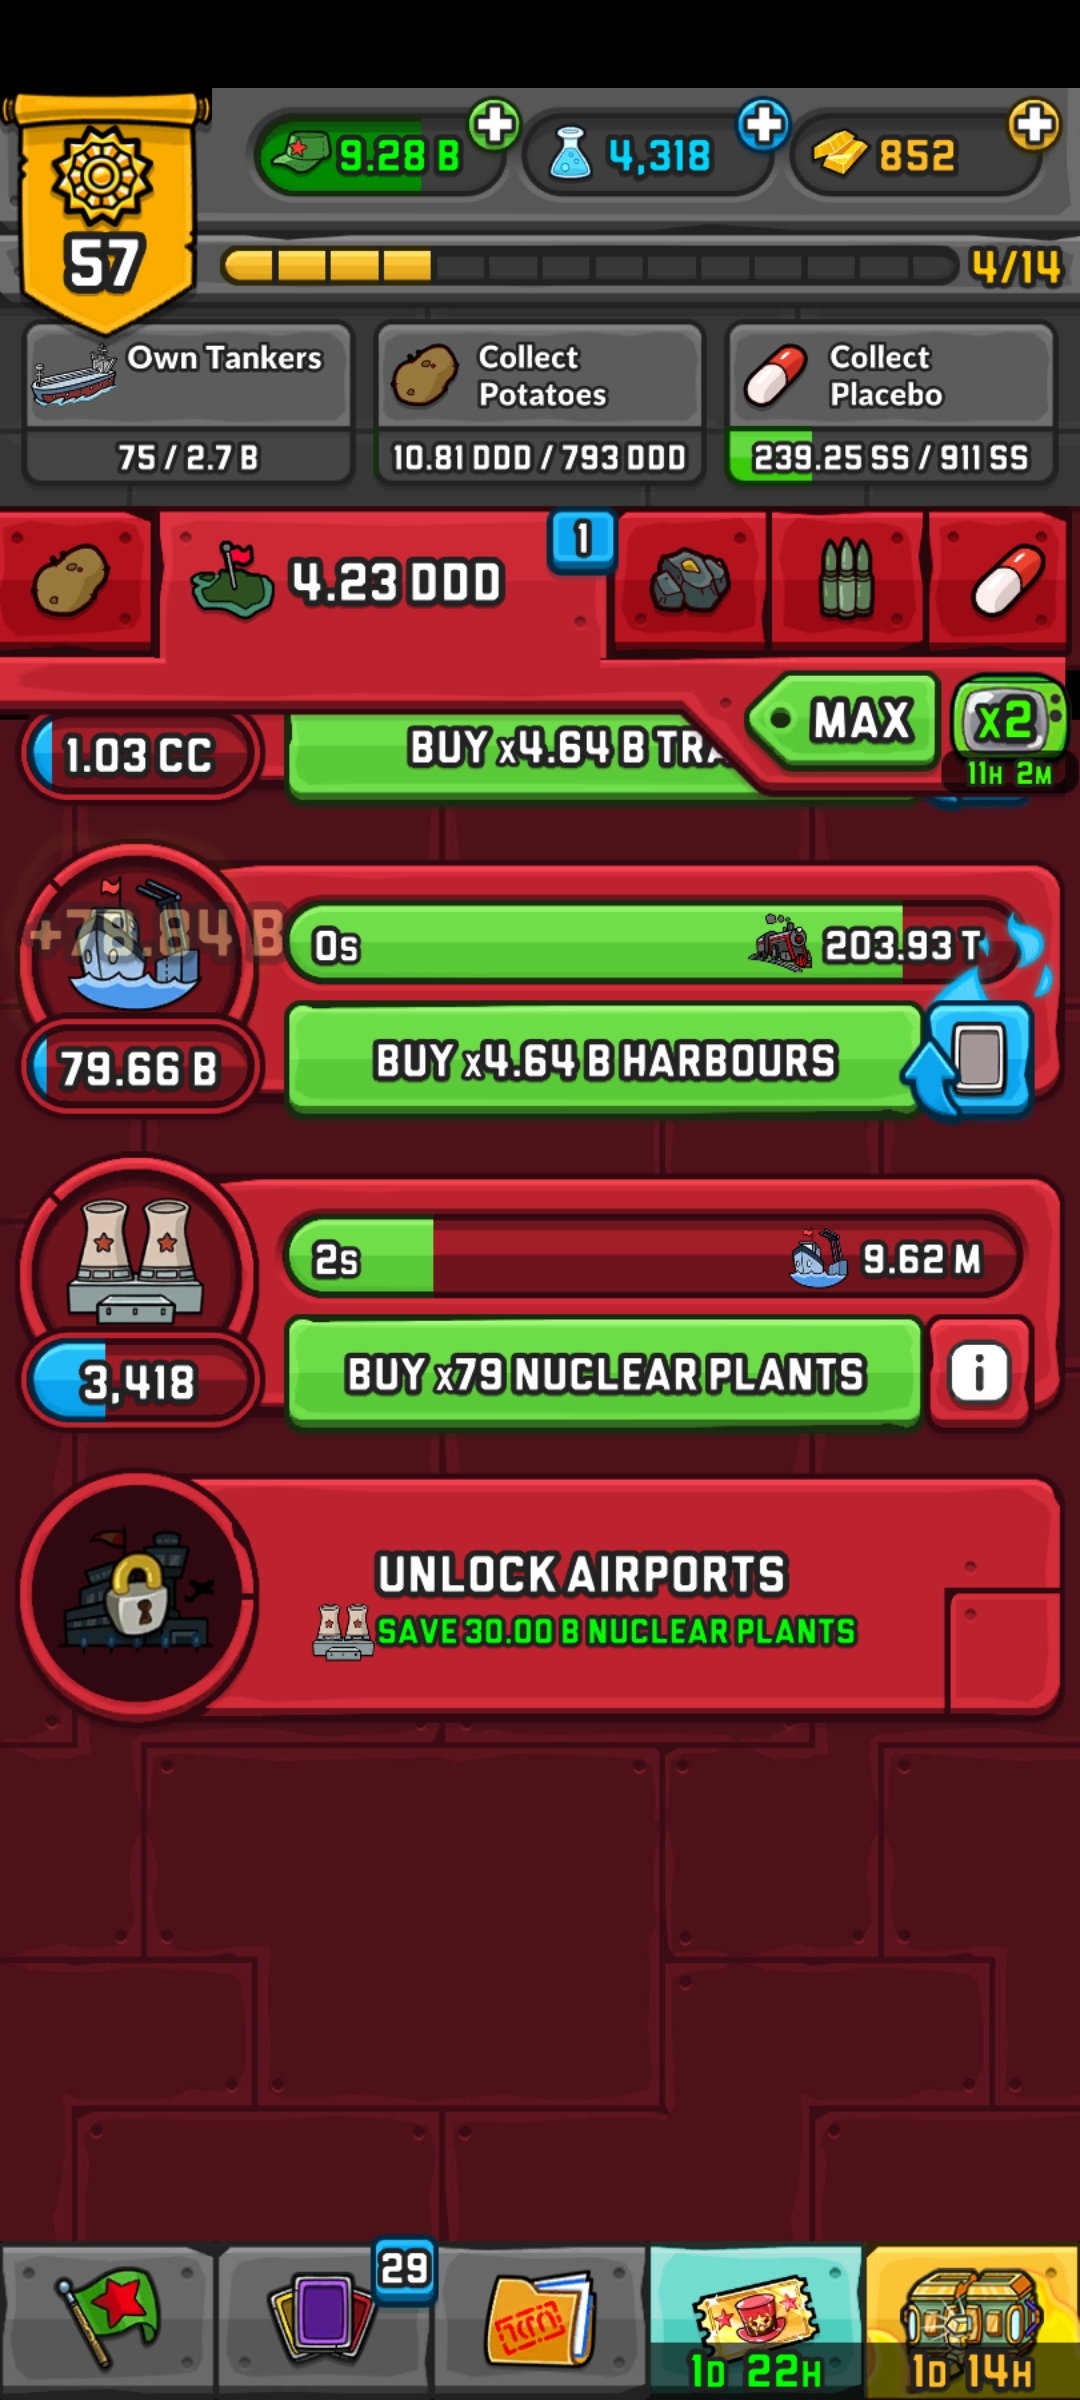 57
9.28 B
4,318
852
4/14
Own Tankers
75 / 2.7 B
Collect
Potatoes
10.81 DDD / 793 DDD
Collect
Placebo
239.25 SS / 911 SS
4.23 DDD
1
MAX
x2
11H 2M
1.03 CC
BUY x4.64 B TRA
+78.84 B
0s
203.93 T
79.66 B
BUY x4.64 B HARBOURS
2s
9.62 M
3,418
BUY x79 NUCLEAR PLANTS
i
UNLOCK AIRPORTS
SAVE 30.00 B NUCLEAR PLANTS
29
1D 22H
1D 14H